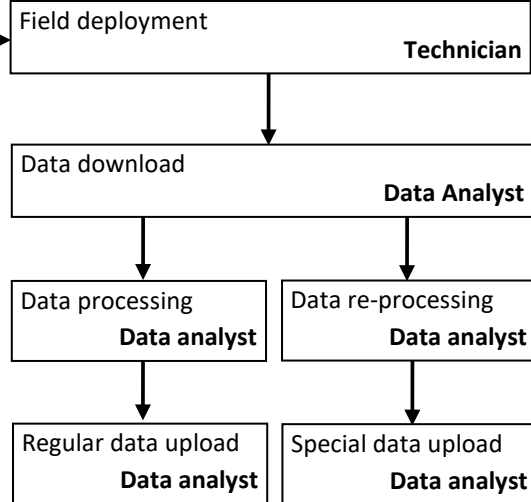 Field deployment
Technician
Data download
Data Analyst
Data processing
Data analyst
Data re-processing
Data analyst
Regular data upload
Data analyst
Special data upload
Data analyst